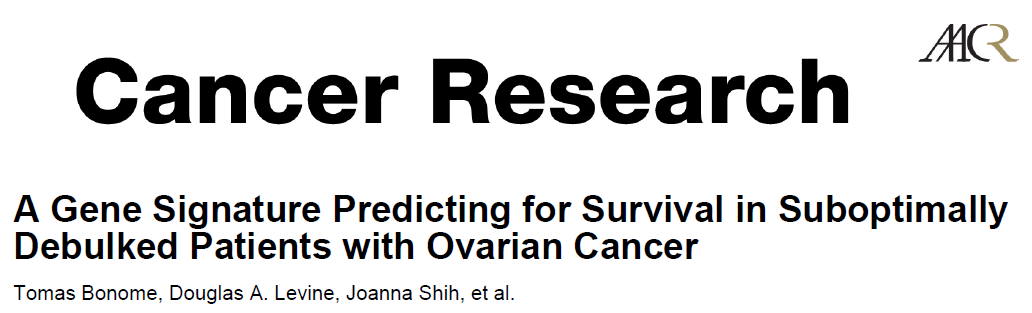 AACR
Cancer Research
A Gene Signature Predicting for Survival in Suboptimally
Debulked Patients with Ovarian Cancer
Tomas Bonome, Douglas A. Levine, Joanna Shih, et al.